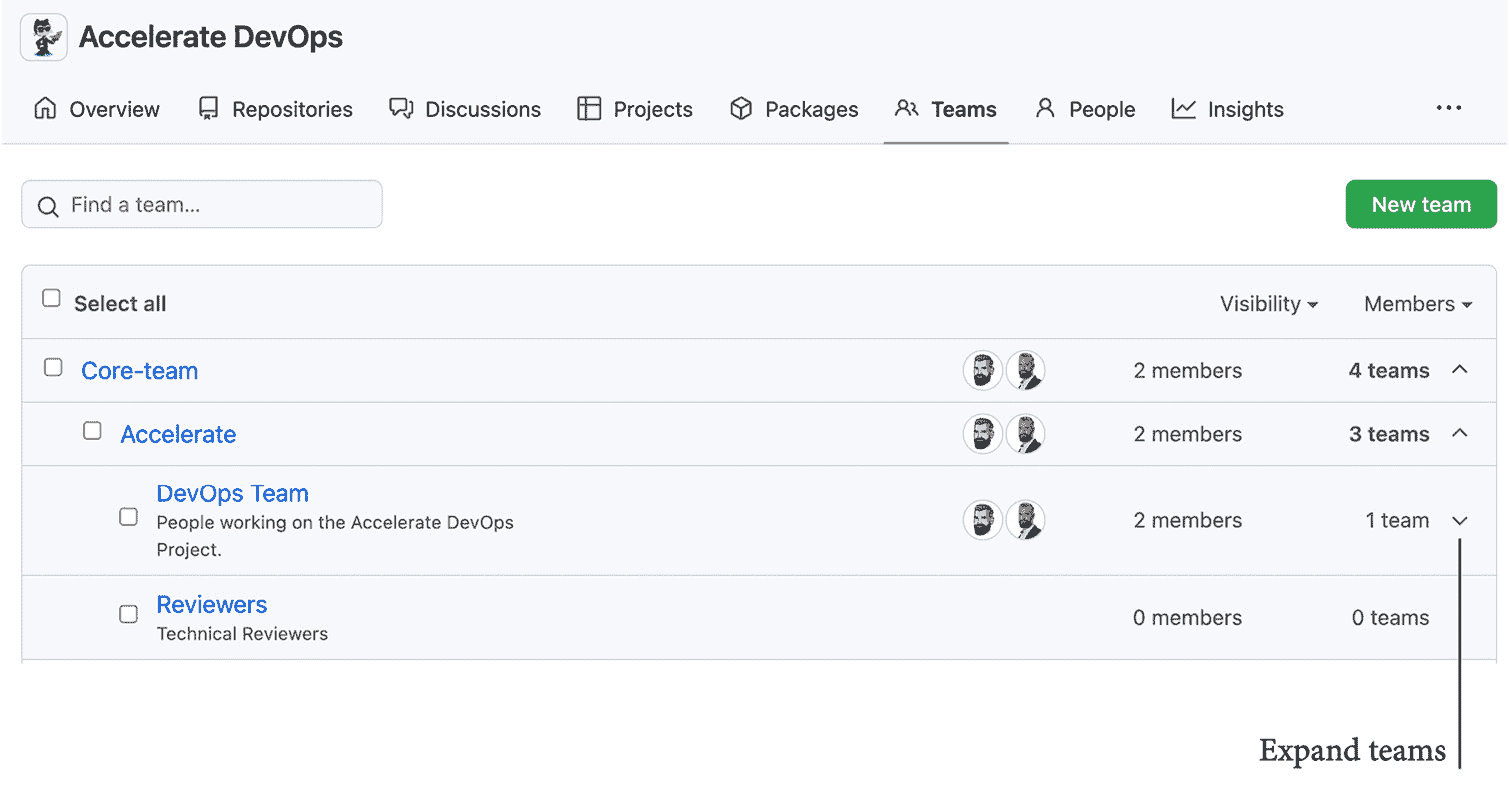 Accelerate DevOps
Overview Repositories Discussions Projects Packages Teams People Insights ...
Find a team... New team
Select all Visibility Members
Core-team 2 members 4 teams
Accelerate 2 members 3 teams
DevOps Team
People working on the Accelerate DevOps
Project.
2 members 1 team
Reviewers
Technical Reviewers
0 members 0 teams
Expand teams